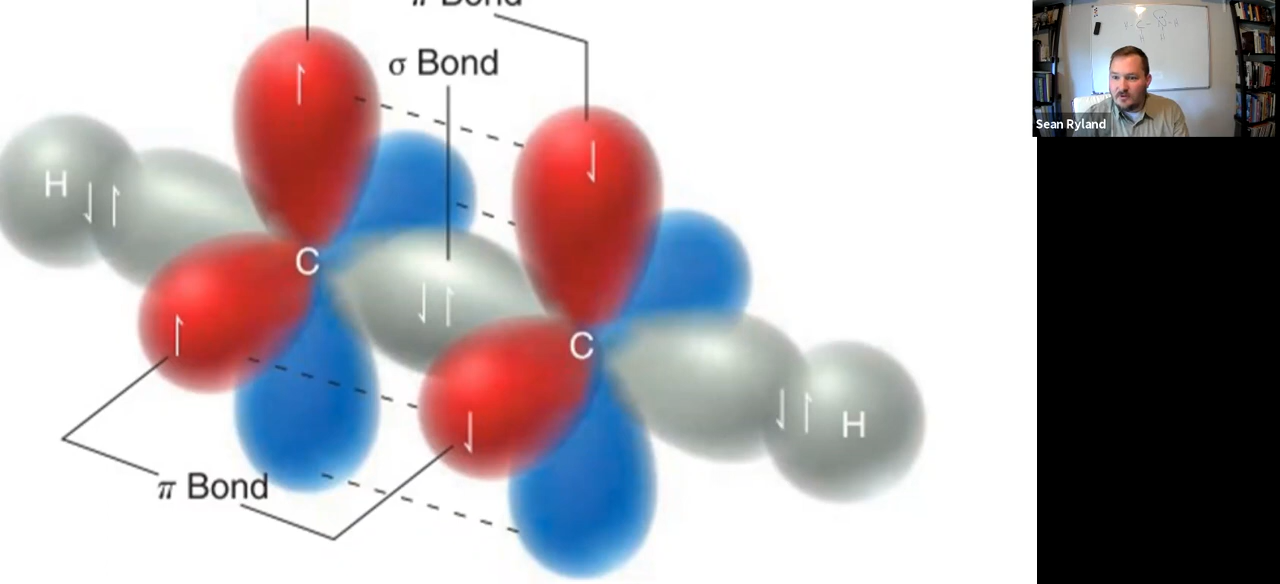 π Bond
σ Bond
Sean Ryland
H
C
C
H
π Bond